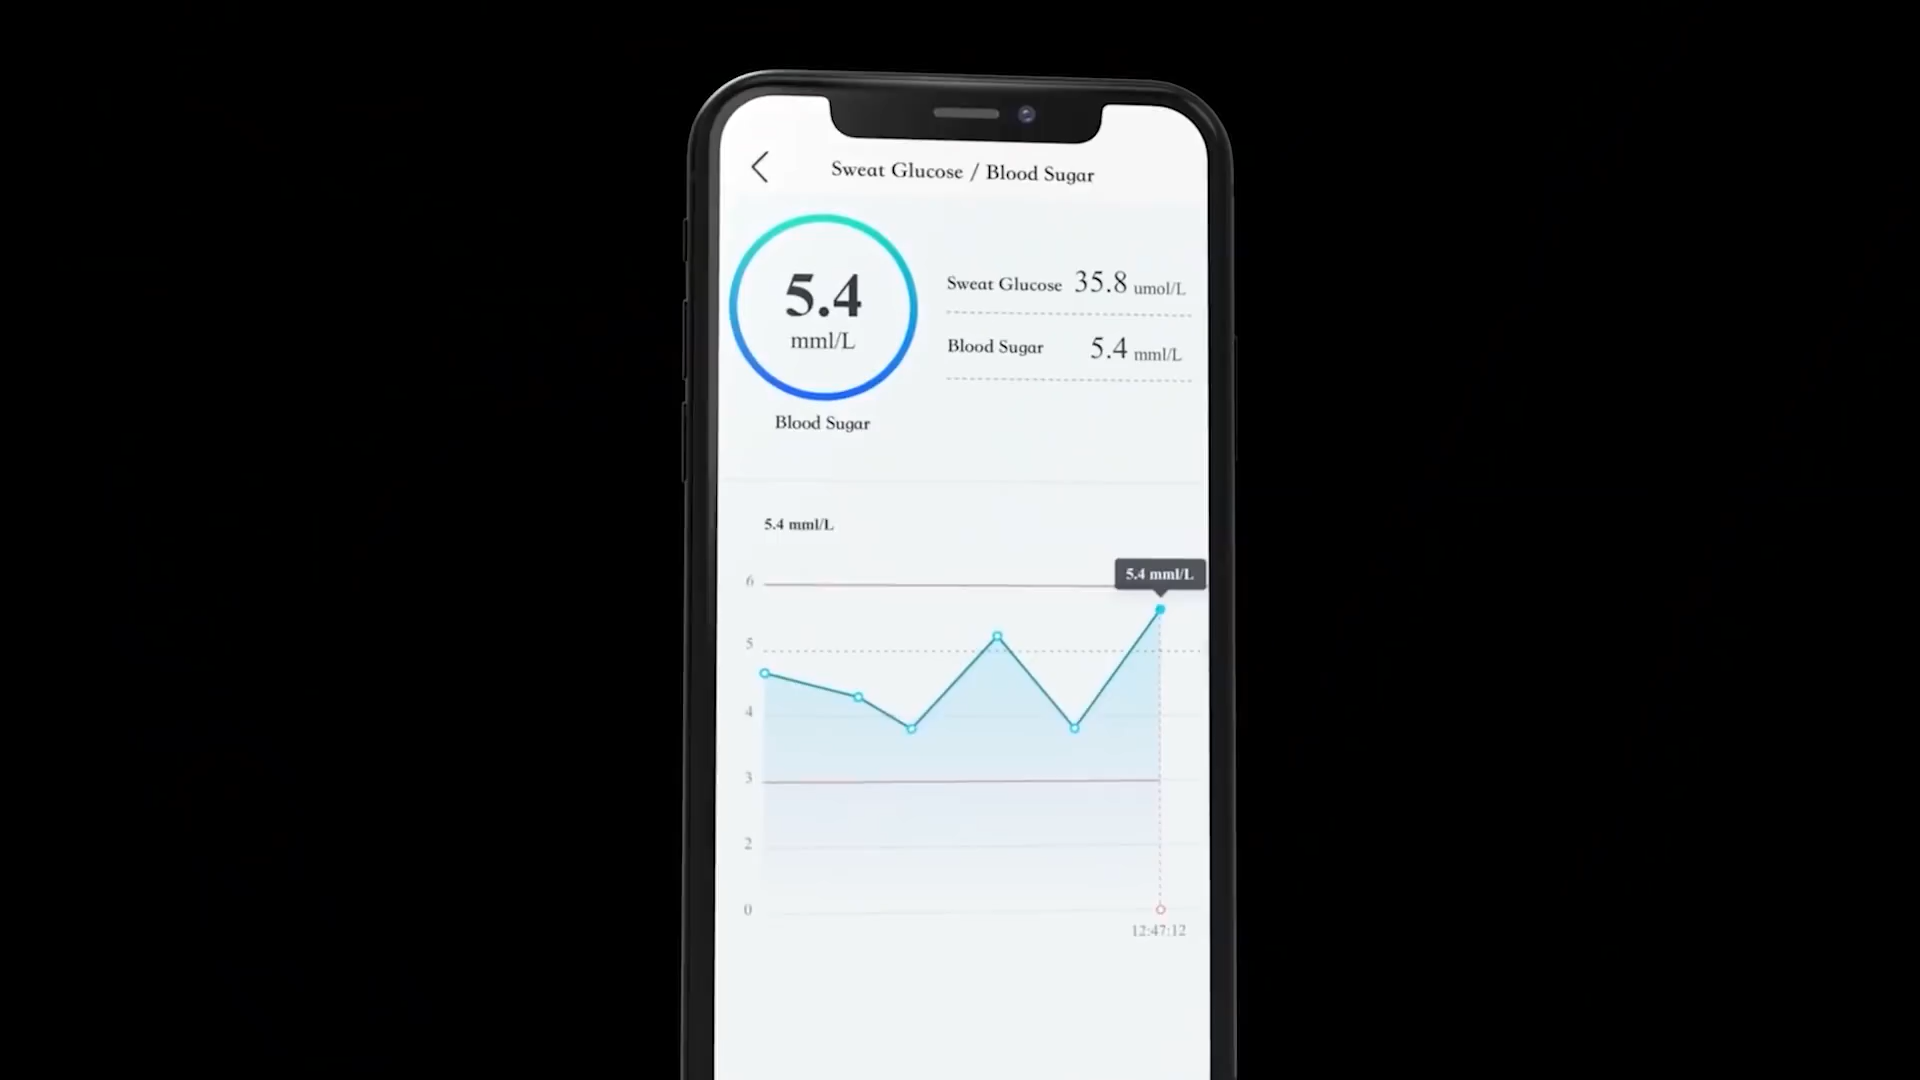 Sweat Glucose / Blood Sugar
5.4
mml/L
Blood Sugar
Sweat Glucose 35.8 umol/L
Blood Sugar 5.4 mml/L
5.4 mml/L
5.4 mml/L
6
5
4
3
2
0
12:47:12